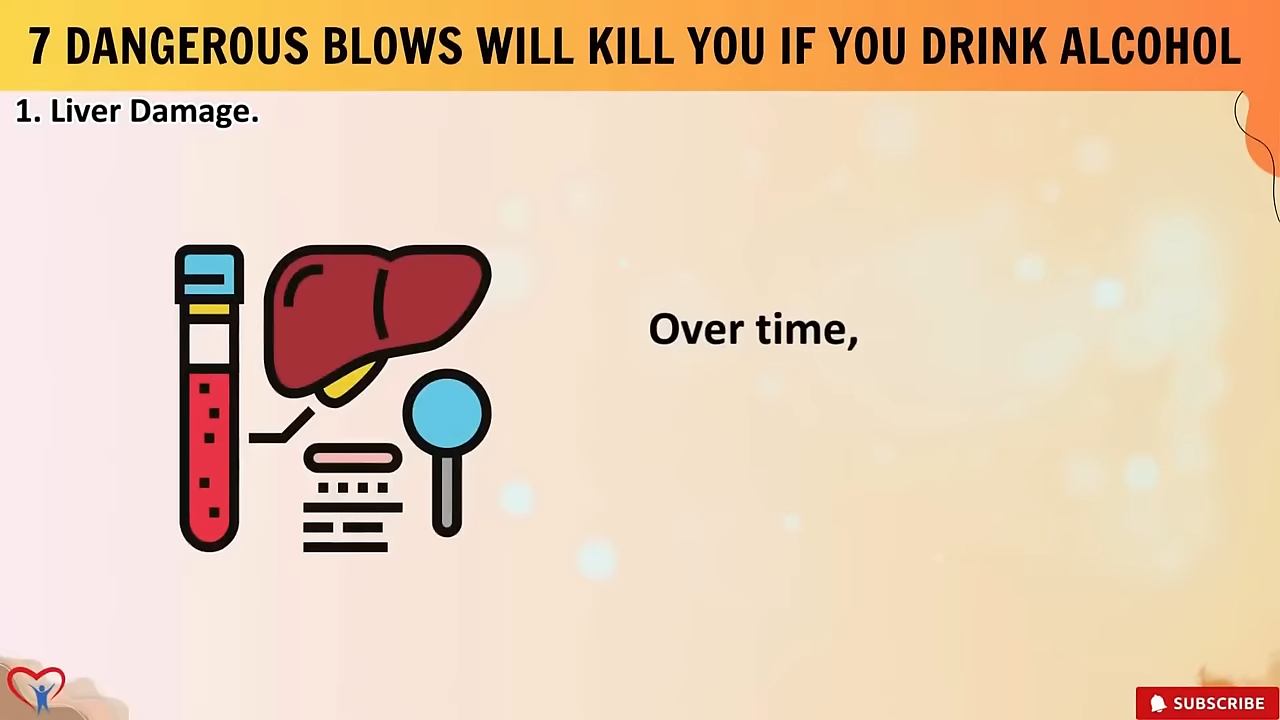 7 DANGEROUS BLOWS WILL KILL YOU IF YOU DRINK ALCOHOL
1. Liver Damage.
Over time,
SUBSCRIBE